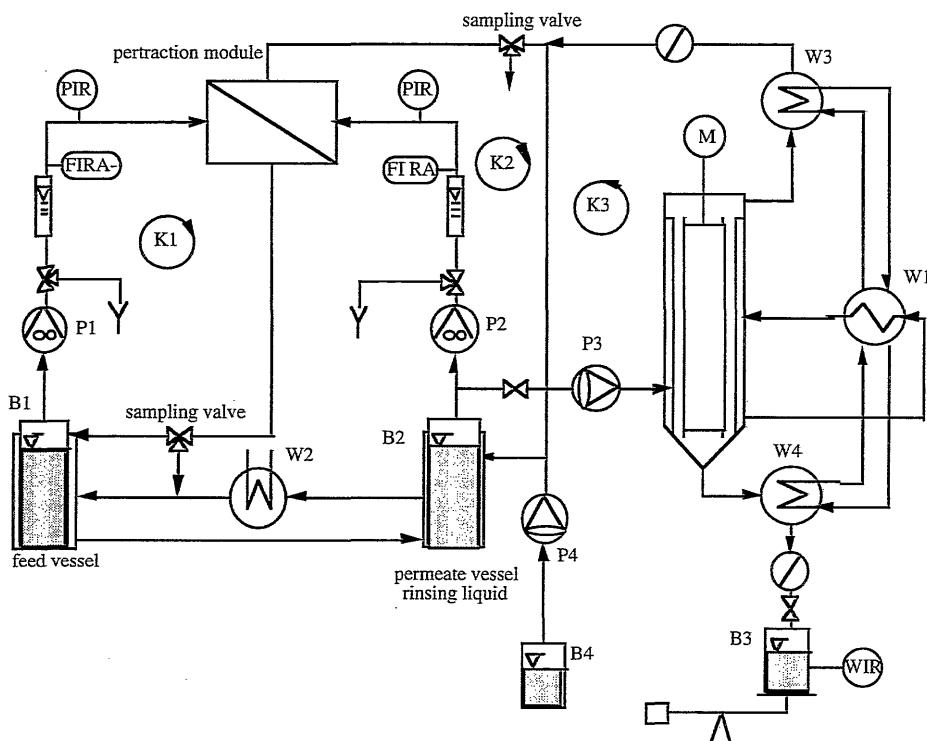 sampling valve
pertraction module
W3
PIR
PIR
M
FIRA-
FI RA
K2
K3
K1
W1
P1
P2
P3
B1
sampling valve
B2
W2
W4
feed vessel
P4
permeate vessel
rinsing liquid
B4
B3
WIR